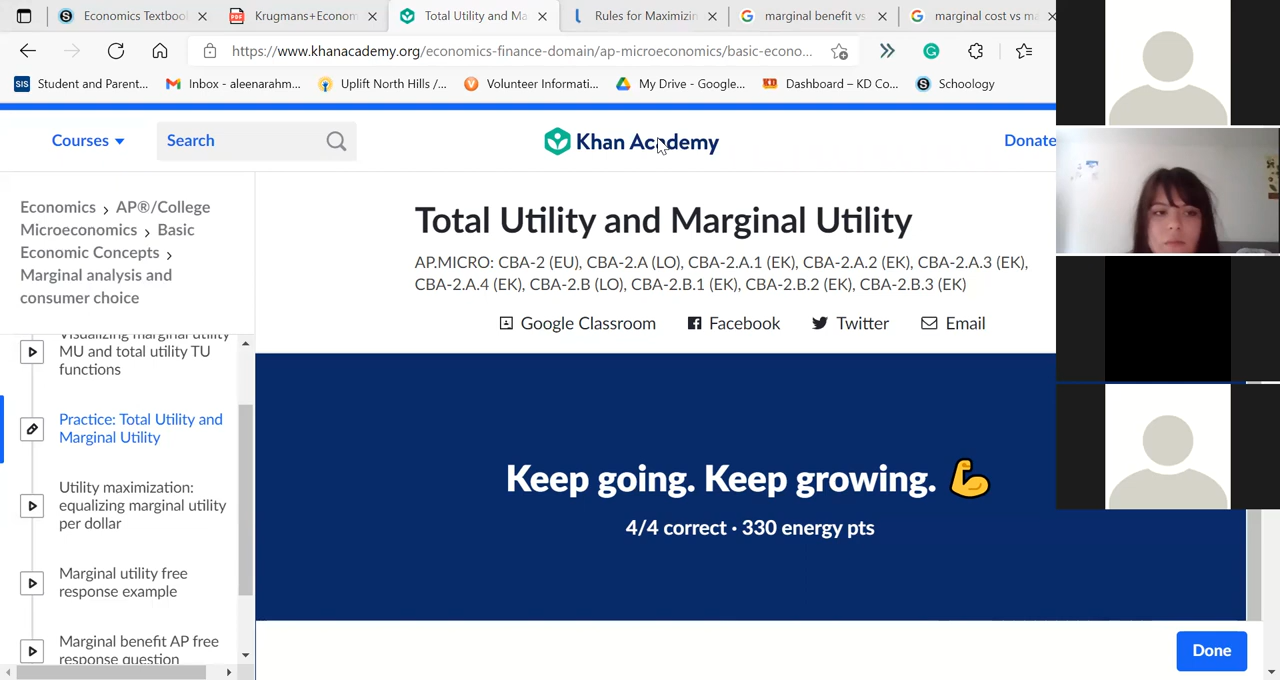 Economics Textboo
Krugmans+Econom
Total Utility and Ma
Rules for Maximizin
marginal benefit vs
marginal cost vs ma
https://www.khanacademy.org/economics-finance-domain/ap-microeconomics/basic-econo...
SIS Student and Parent...
Inbox - aleenarahm...
Uplift North Hills /...
Volunteer Informati...
My Drive - Google...
KD Dashboard – KD Co...
Schoology
Courses
Search
Khan Academy
Donate
Economics > AP®/College
Microeconomics > Basic
Economic Concepts >
Marginal analysis and
consumer choice
Total Utility and Marginal Utility
AP.MICRO: CBA-2 (EU), CBA-2.A (LO), CBA-2.A.1 (EK), CBA-2.A.2 (EK), CBA-2.A.3 (EK),
CBA-2.A.4 (EK), CBA-2.B (LO), CBA-2.B.1 (EK), CBA-2.B.2 (EK), CBA-2.B.3 (EK)
Google Classroom
Facebook
Twitter
Email
Visualizing marginal utility
MU and total utility TU
functions
Practice: Total Utility and
Marginal Utility
Utility maximization:
equalizing marginal utility
per dollar
Marginal utility free
response example
Marginal benefit AP free
response question
Keep going. Keep growing. 💪
4/4 correct · 330 energy pts
Done